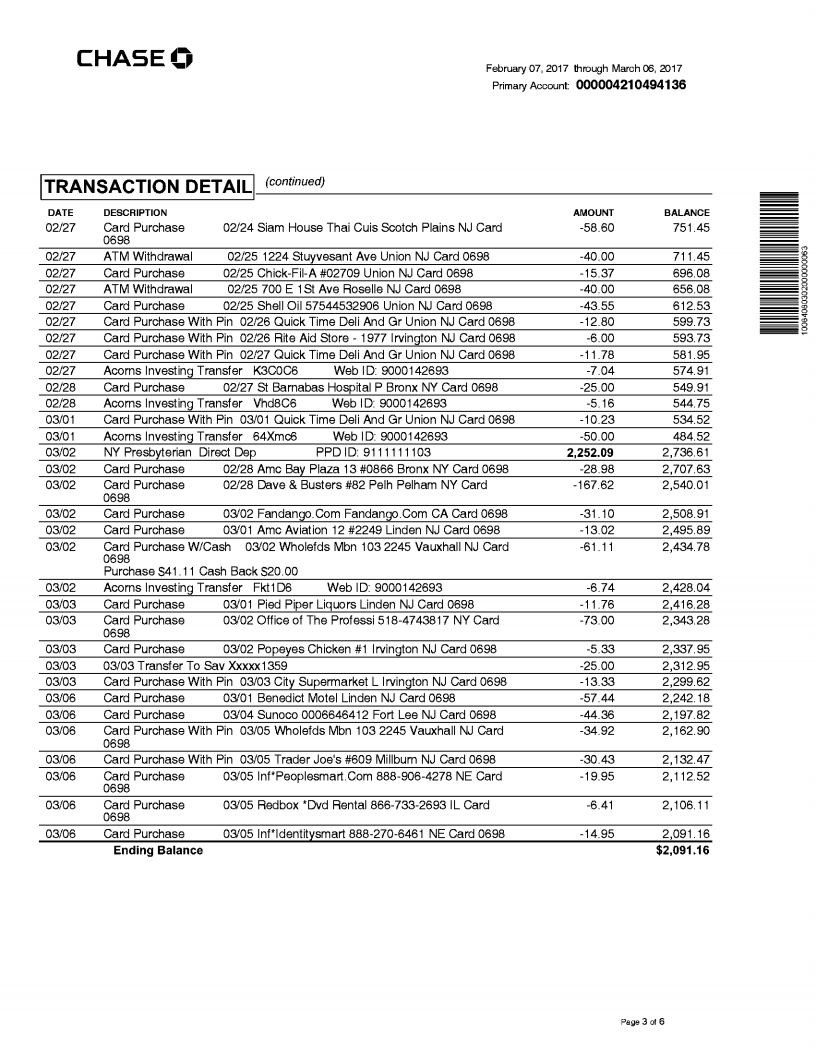 CHASE
February 07, 2017 through March 06, 2017
Primary Account: 000004210494136
TRANSACTION DETAIL (continued)
DATE DESCRIPTION AMOUNT BALANCE
02/27 Card Purchase 02/24 Siam House Thai Cuis Scotch Plains NJ Card -58.60 751.45
0698
02/27 ATM Withdrawal 02/25 1224 Stuyvesant Ave Union NJ Card 0698 -40.00 711.45
02/27 Card Purchase 02/25 Chick-Fil-A #02709 Union NJ Card 0698 -15.37 696.08
02/27 ATM Withdrawal 02/25 700 E 1St Ave Roselle NJ Card 0698 -40.00 656.08
02/27 Card Purchase 02/25 Shell Oil 57544532906 Union NJ Card 0698 -43.55 612.53
02/27 Card Purchase With Pin 02/26 Quick Time Deli And Gr Union NJ Card 0698 -12.80 599.73
02/27 Card Purchase With Pin 02/26 Rite Aid Store - 1977 Irvington NJ Card 0698 -6.00 593.73
02/27 Card Purchase With Pin 02/27 Quick Time Deli And Gr Union NJ Card 0698 -11.78 581.95
02/27 Acorns Investing Transfer K3C0C6 Web ID: 9000142693 -7.04 574.91
02/28 Card Purchase 02/27 St Barnabas Hospital P Bronx NY Card 0698 -25.00 549.91
02/28 Acorns Investing Transfer Vhd8C6 Web ID: 9000142693 -5.16 544.75
03/01 Card Purchase With Pin 03/01 Quick Time Deli And Gr Union NJ Card 0698 -10.23 534.52
03/01 Acorns Investing Transfer 64Xmc6 Web ID: 9000142693 -50.00 484.52
03/02 NY Presbyterian Direct Dep PPD ID: 9111111103 2,252.09 2,736.61
03/02 Card Purchase 02/28 Amc Bay Plaza 13 #0866 Bronx NY Card 0698 -28.98 2,707.63
03/02 Card Purchase 02/28 Dave & Busters #82 Pelh Pelham NY Card -167.62 2,540.01
0698
03/02 Card Purchase 03/02 Fandango.Com Fandango.Com CA Card 0698 -31.10 2,508.91
03/02 Card Purchase 03/01 Amc Aviation 12 #2249 Linden NJ Card 0698 -13.02 2,495.89
03/02 Card Purchase W/Cash 03/02 Wholefds Mbn 103 2245 Vauxhall NJ Card -61.11 2,434.78
0698
Purchase $41.11 Cash Back $20.00
03/02 Acorns Investing Transfer Fkt1D6 Web ID: 9000142693 -6.74 2,428.04
03/03 Card Purchase 03/01 Pied Piper Liquors Linden NJ Card 0698 -11.76 2,416.28
03/03 Card Purchase 03/02 Office of The Professi 518-4743817 NY Card -73.00 2,343.28
0698
03/03 Card Purchase 03/02 Popeyes Chicken #1 Irvington NJ Card 0698 -5.33 2,337.95
03/03 03/03 Transfer To Sav Xxxxx1359 -25.00 2,312.95
03/03 Card Purchase With Pin 03/03 City Supermarket L Irvington NJ Card 0698 -13.33 2,299.62
03/06 Card Purchase 03/01 Benedict Motel Linden NJ Card 0698 -57.44 2,242.18
03/06 Card Purchase 03/04 Sunoco 0006646412 Fort Lee NJ Card 0698 -44.36 2,197.82
03/06 Card Purchase With Pin 03/05 Wholefds Mbn 103 2245 Vauxhall NJ Card -34.92 2,162.90
0698
03/06 Card Purchase With Pin 03/05 Trader Joe's #609 Millburn NJ Card 0698 -30.43 2,132.47
03/06 Card Purchase 03/05 Inf*Peoplesmart.Com 888-906-4278 NE Card -19.95 2,112.52
0698
03/06 Card Purchase 03/05 Redbox *Dvd Rental 866-733-2693 IL Card -6.41 2,106.11
0698
03/06 Card Purchase 03/05 Inf*Identitysmart 888-270-6461 NE Card 0698 -14.95 2,091.16
Ending Balance $2,091.16
Page 3 of 6